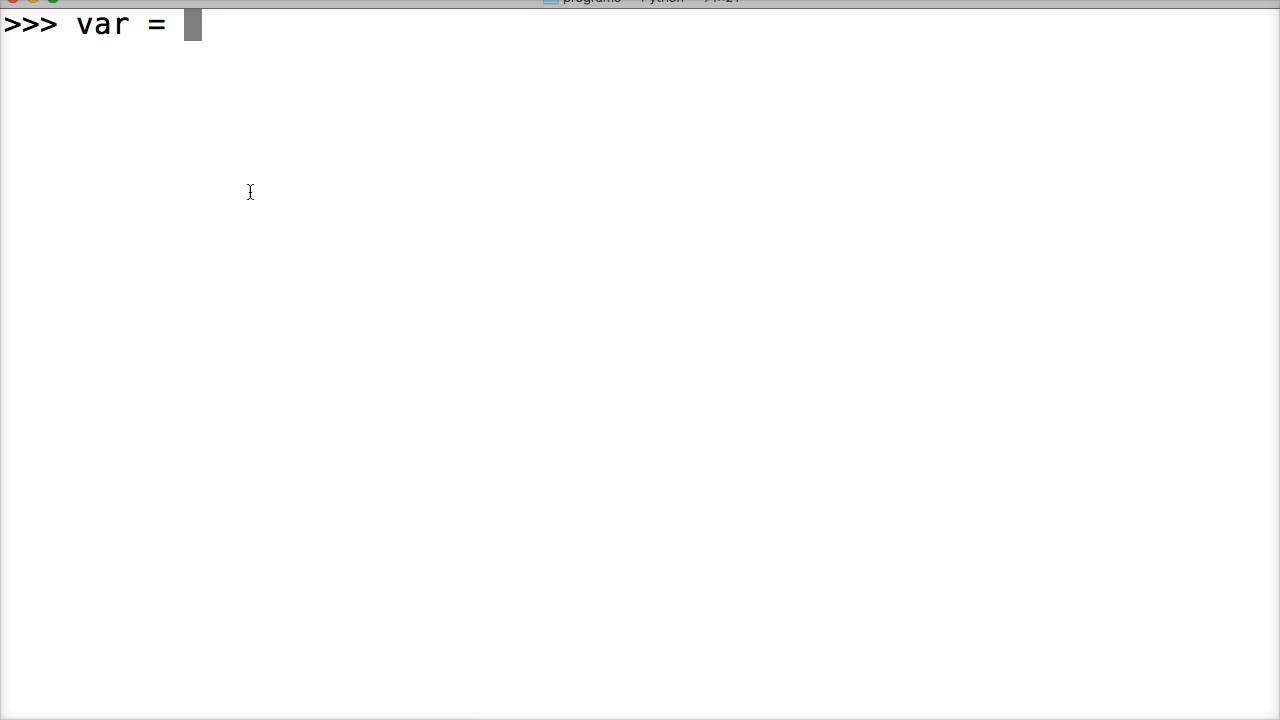 >>> var =